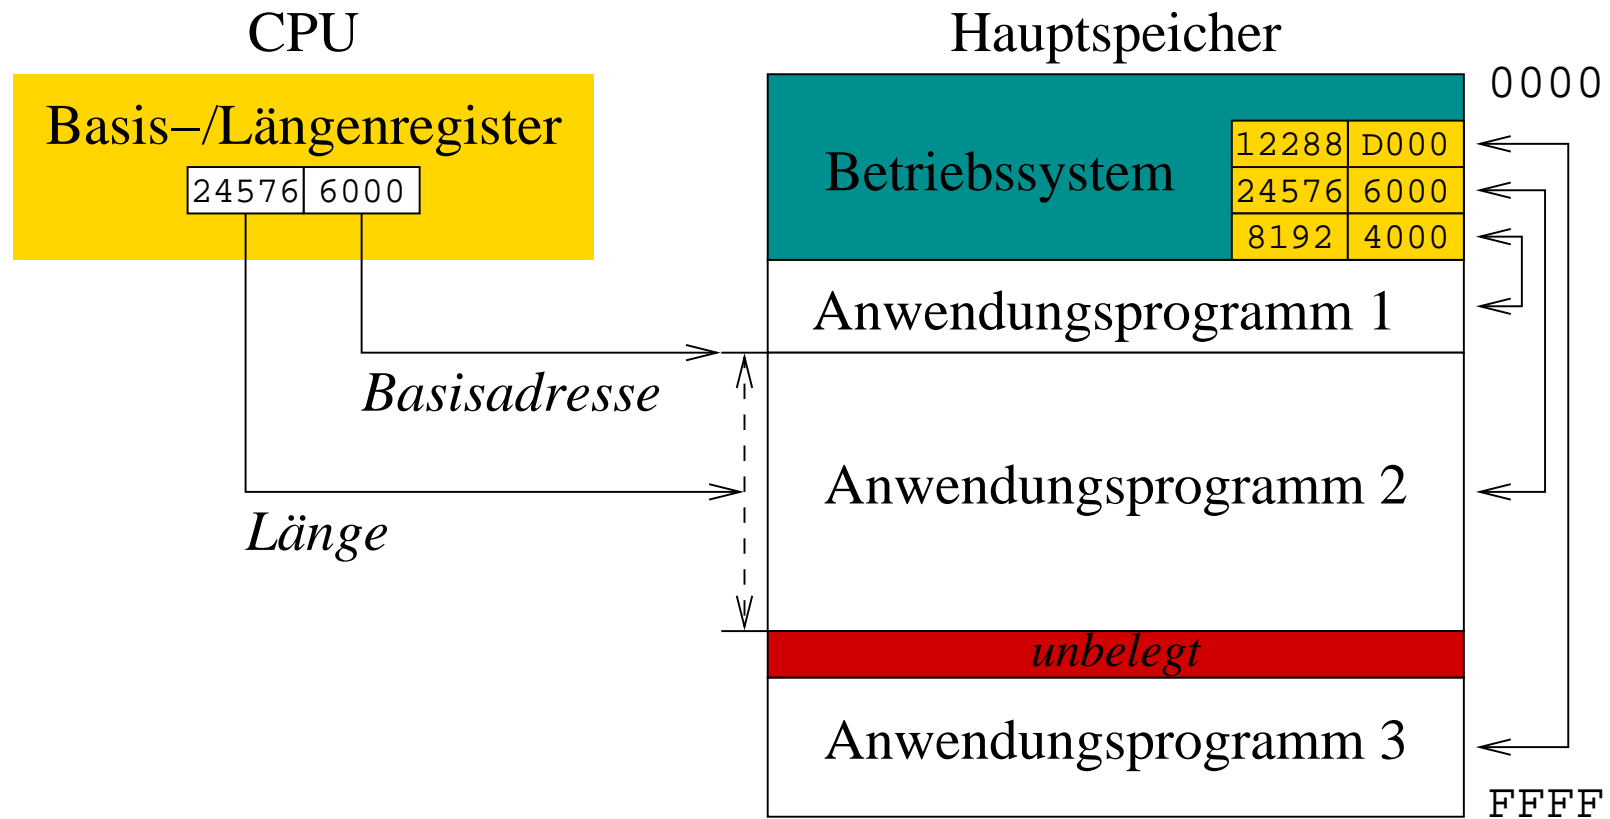 CPU
Hauptspeicher
0000
Basis–/Längenregister
24576 6000
Betriebssystem
12288 D000
24576 6000
8192 4000
Anwendungsprogramm 1
Basisadresse
Anwendungsprogramm 2
Länge
unbelegt
Anwendungsprogramm 3
FFFF